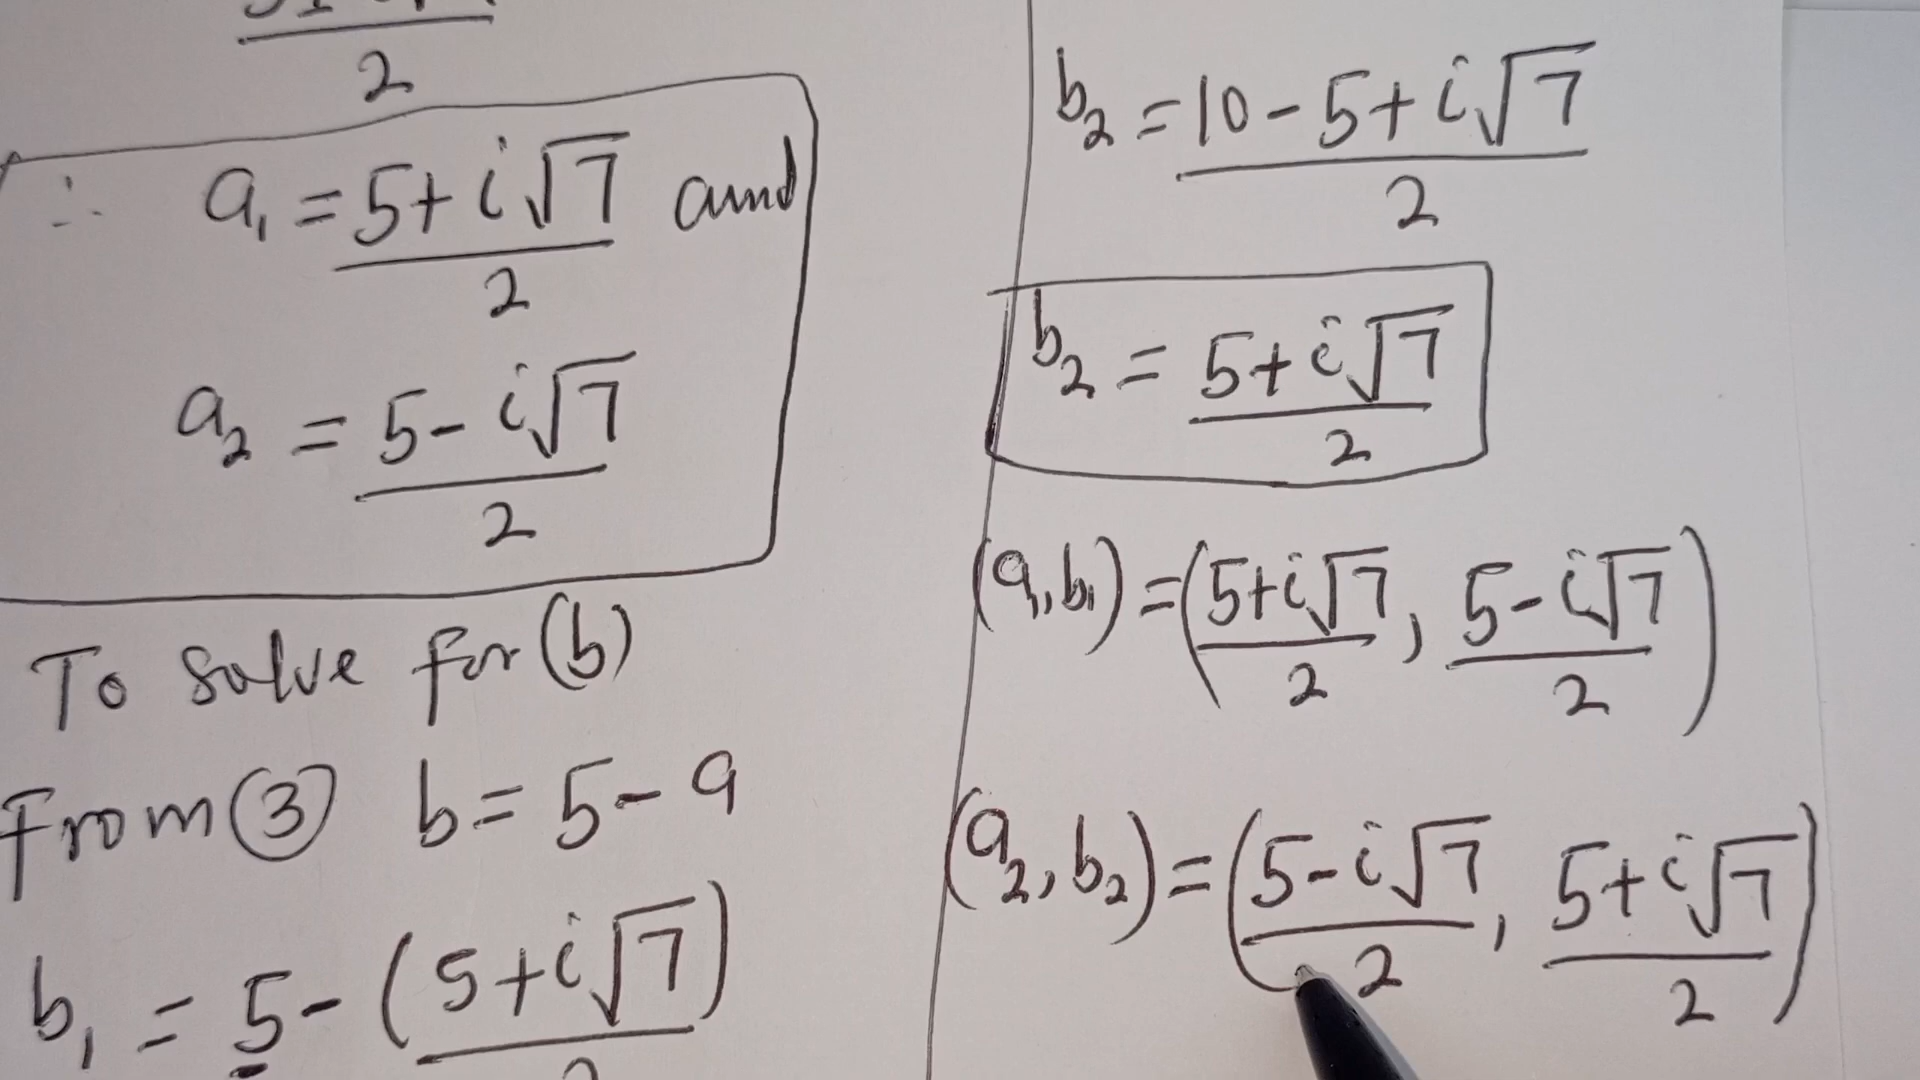 2
∴ a₁ = (5+i√7)/2 and
a₂ = (5-i√7)/2
To solve for (b)
From ③ b = 5-a
b₁ = 5-(5+i√7)
b₂ = (10-5+i√7)/2
b₂ = (5+i√7)/2
(a₁,b₁) = ((5+i√7)/2, (5-i√7)/2)
(a₂,b₂) = ((5-i√7)/2, (5+i√7)/2)